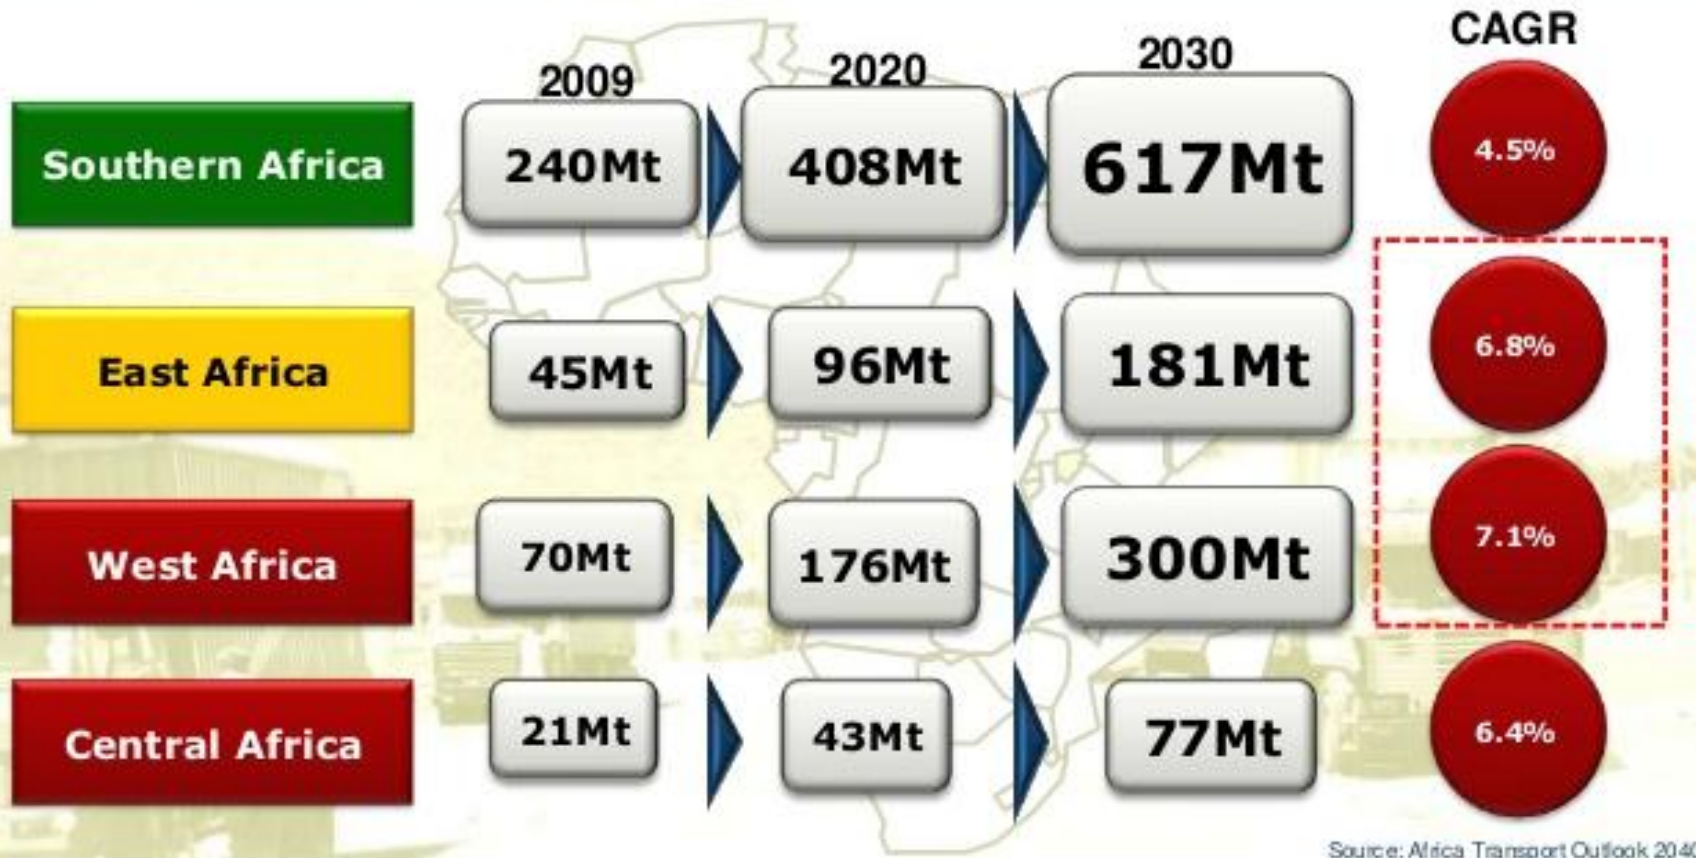 2009 2020 2030 CAGR
Southern Africa 240Mt 408Mt 617Mt 4.5%
East Africa 45Mt 96Mt 181Mt 6.8%
West Africa 70Mt 176Mt 300Mt 7.1%
Central Africa 21Mt 43Mt 77Mt 6.4%
Source: Africa Transport Outlook 2040